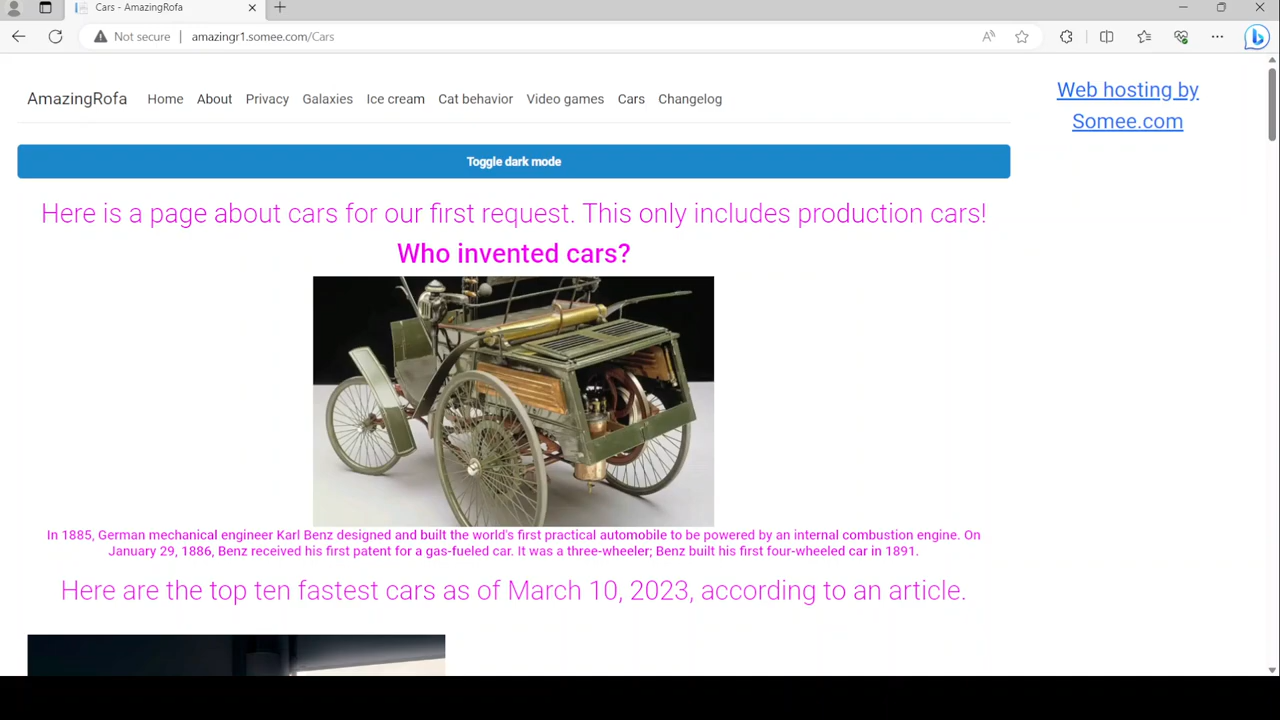 Cars - AmazingRofa
Not secure
amazingr1.somee.com/Cars
AmazingRofa Home About Privacy Galaxies Ice cream Cat behavior Video games Cars Changelog
Web hosting by
Somee.com
Toggle dark mode
Here is a page about cars for our first request. This only includes production cars!
Who invented cars?
In 1885, German mechanical engineer Karl Benz designed and built the world's first practical automobile to be powered by an internal combustion engine. On
January 29, 1886, Benz received his first patent for a gas-fueled car. It was a three-wheeler; Benz built his first four-wheeled car in 1891.
Here are the top ten fastest cars as of March 10, 2023, according to an article.